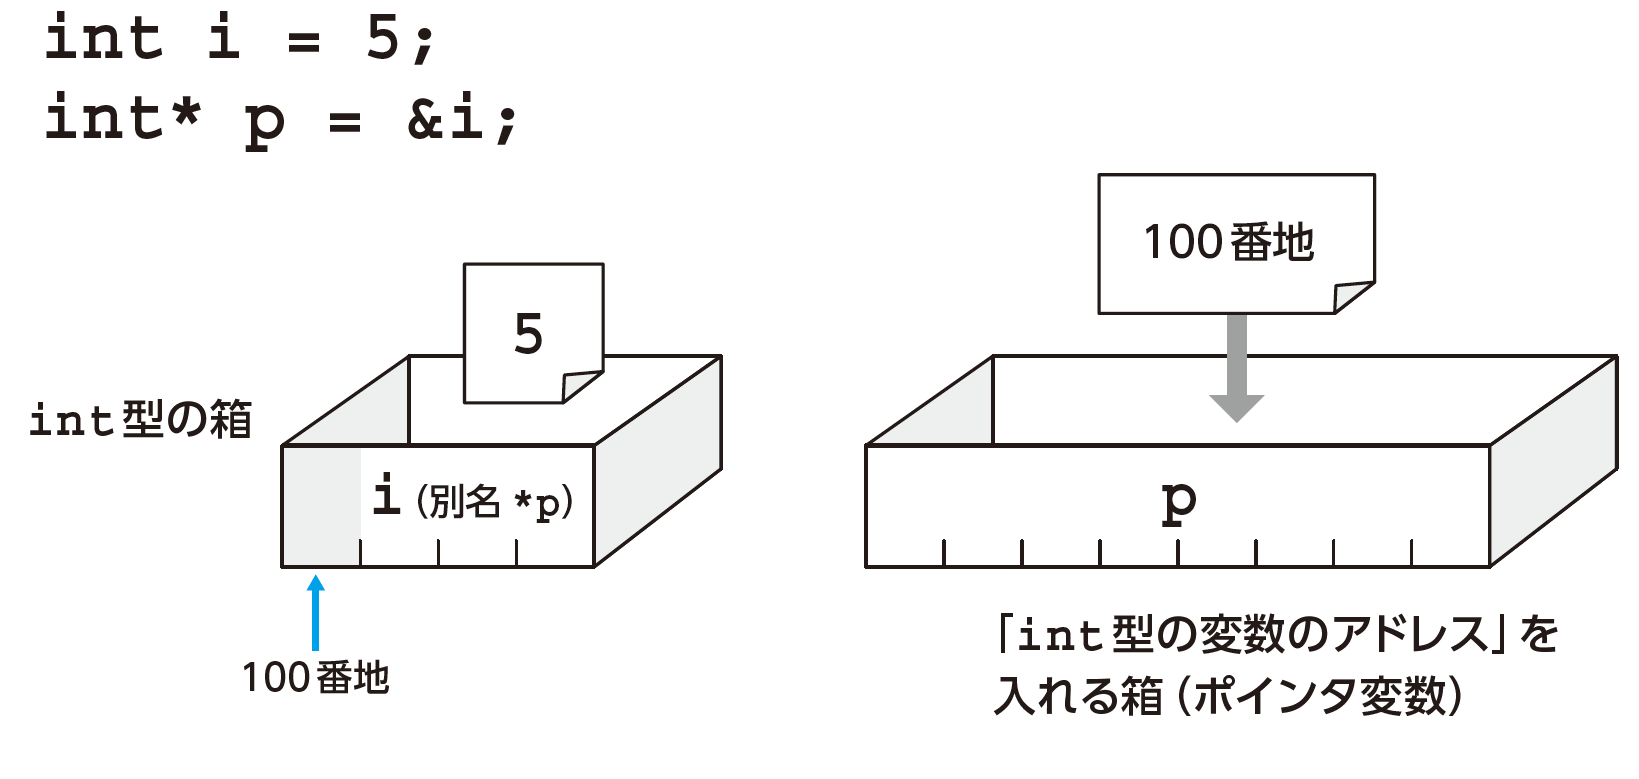 int i = 5;
int* p = &i;
100番地
5
int型の箱
i（別名 *p）
p
100番地
「int型の変数のアドレス」を
入れる箱（ポインタ変数）